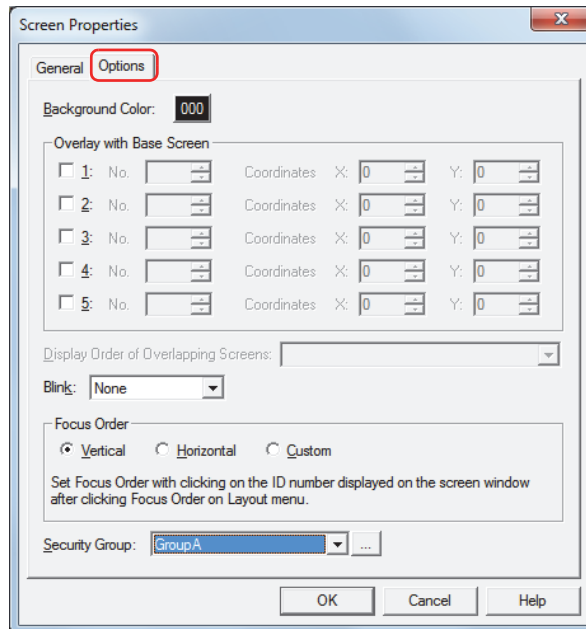 Screen Properties
General Options
Background Color: 000
Overlay with Base Screen
1: No. Coordinates X: 0 Y: 0
2: No. Coordinates X: 0 Y: 0
3: No. Coordinates X: 0 Y: 0
4: No. Coordinates X: 0 Y: 0
5: No. Coordinates X: 0 Y: 0
Display Order of Overlapping Screens:
Blink: None
Focus Order
Vertical Horizontal Custom
Set Focus Order with clicking on the ID number displayed on the screen window
after clicking Focus Order on Layout menu.
Security Group: GroupA ...
OK Cancel Help